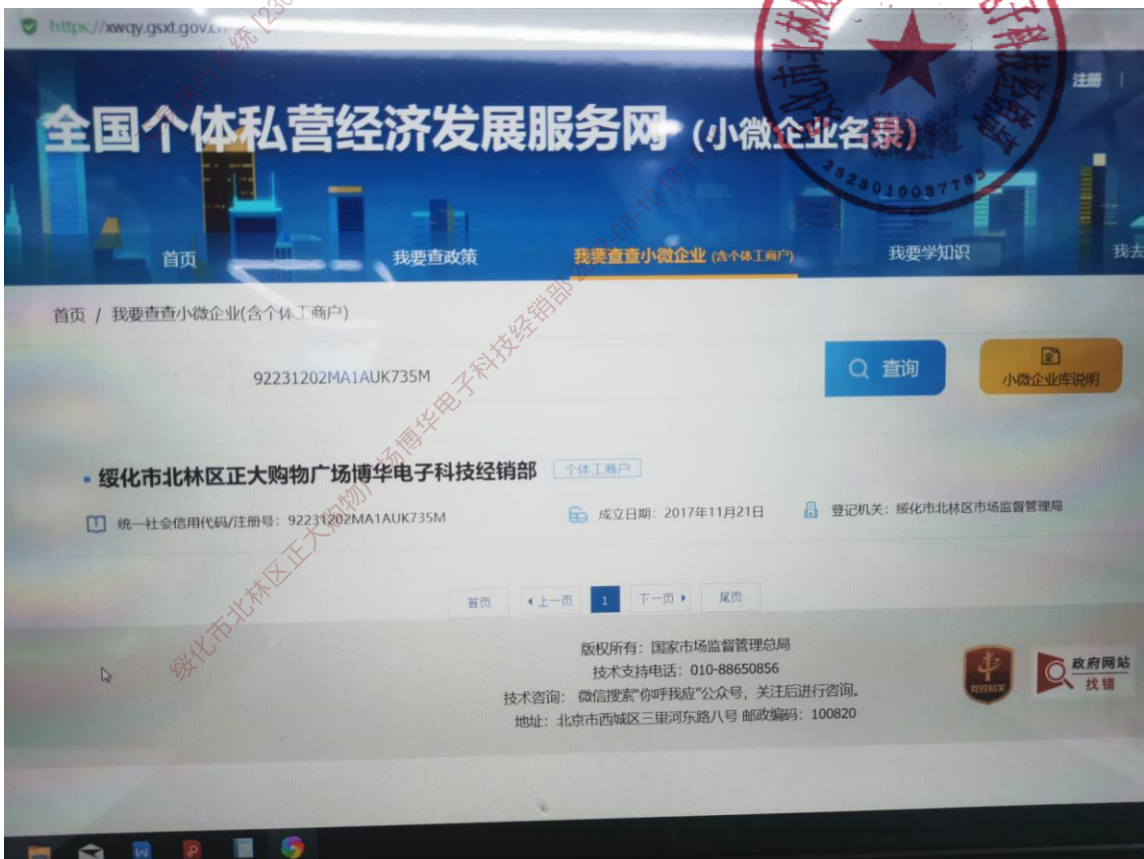 https://xwqy.gsxt.gov.cn
注册
全国个体私营经济发展服务网 (小微企业名录)
2323010037785
首页 我要查政策 我要查查小微企业 (含个体工商户) 我要学知识 我去
首页 / 我要查查小微企业(含个体工商户)
92231202MA1AUK735M 查询 小微企业库说明
绥化市北林区正大购物广场博华电子科技经销部 个体工商户
统一社会信用代码/注册号: 92231202MA1AUK735M 成立日期: 2017年11月21日 登记机关: 绥化市北林区市场监督管理局
首页 上一页 1 下一页 尾页
版权所有: 国家市场监督管理总局
技术支持电话: 010-88650856
技术咨询: 微信搜索"你呼我应"公众号, 关注后进行咨询。
地址: 北京市西城区三里河东路八号 邮政编码: 100820
党政机关
政府网站
找错
绥化市北林区正大购物广场博华电子科技经销部